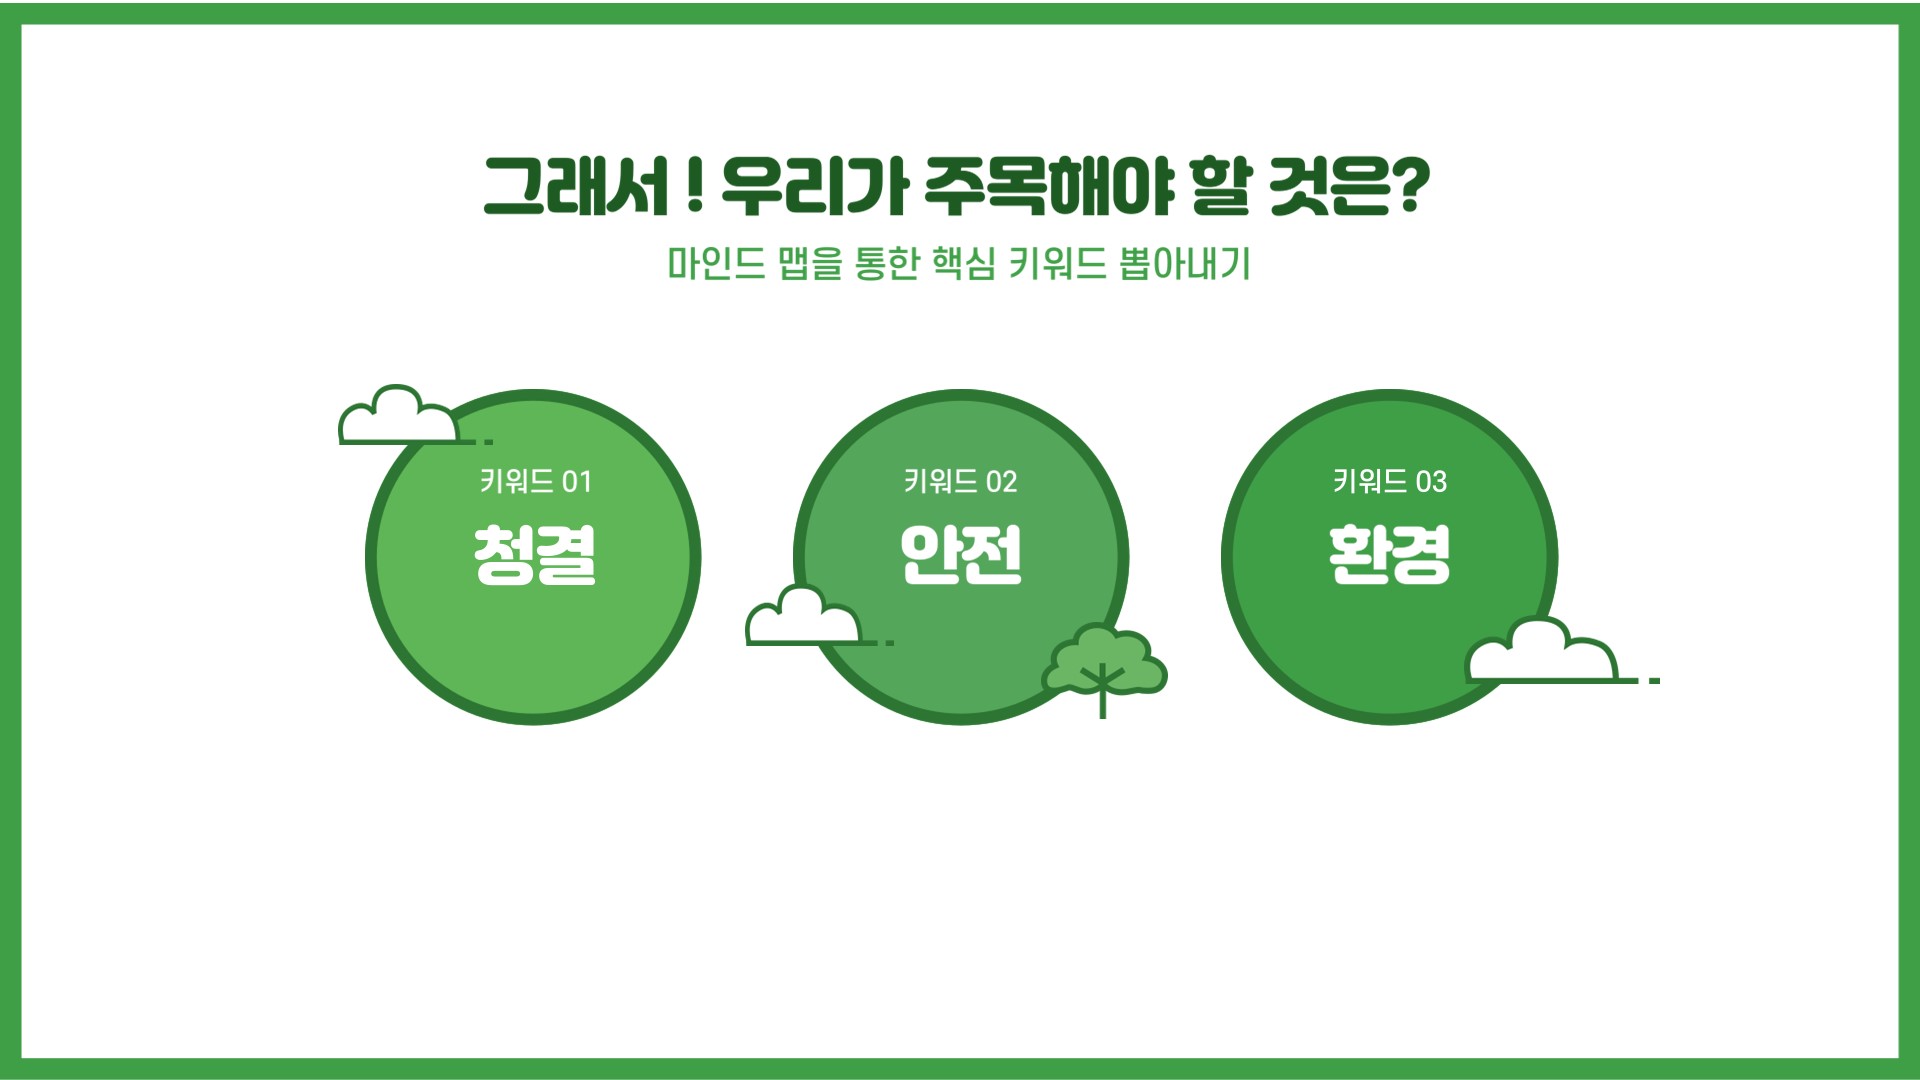 그래서 ! 우리가 주목해야 할 것은?
마인드 맵을 통한 핵심 키워드 뽑아내기
키워드 01
청결
키워드 02
안전
키워드 03
환경